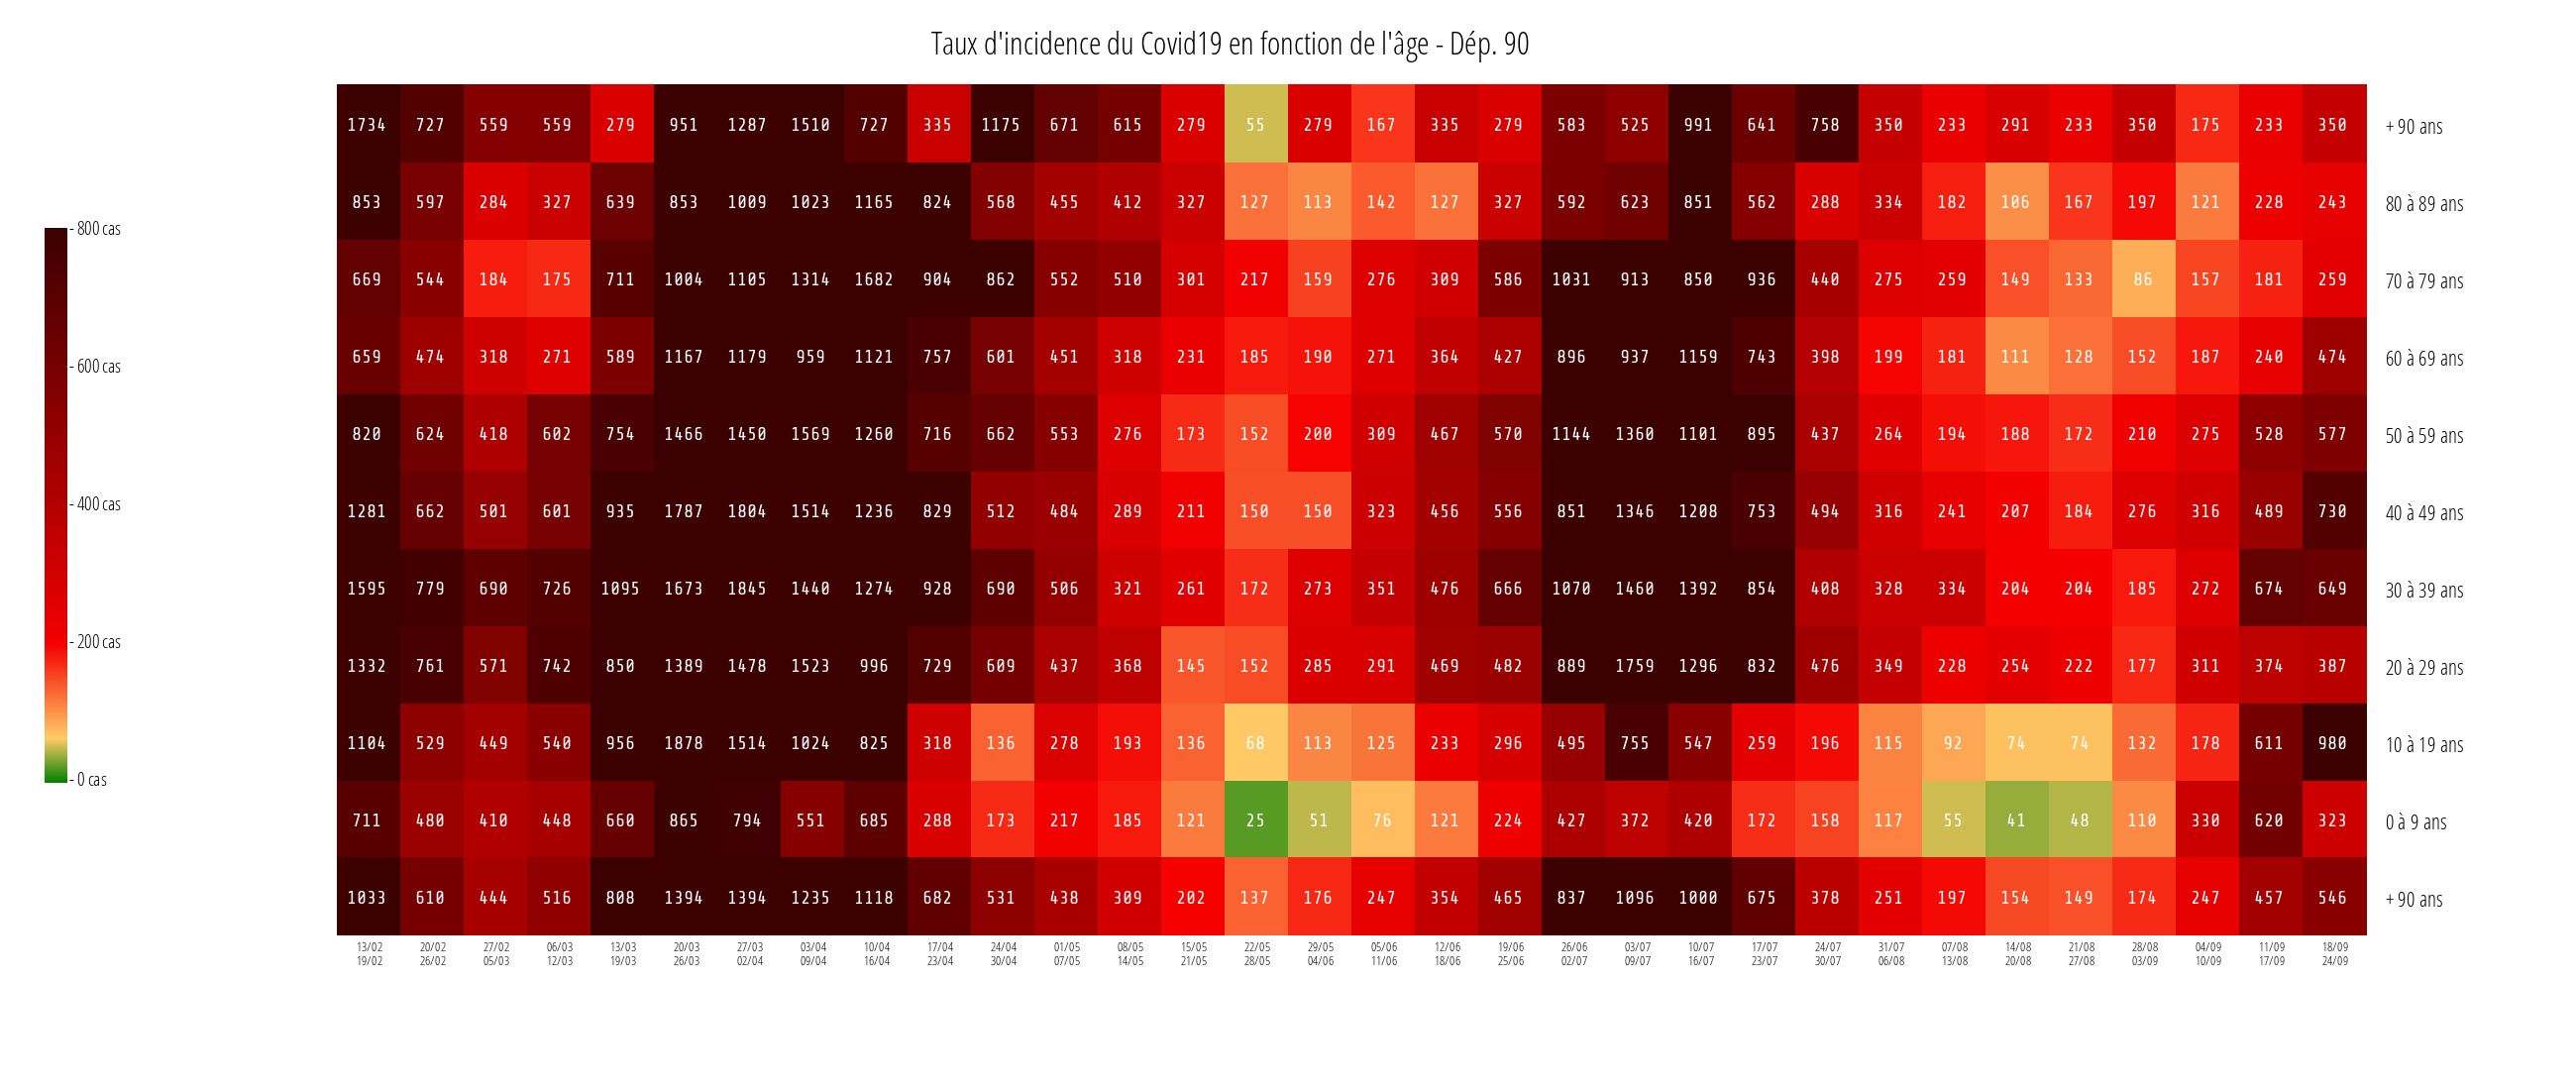 Taux d'incidence du Covid19 en fonction de l'âge - Dép. 90
1734 727 559 559 279 951 1287 1510 727 335 1175 671 615 279 55 279 167 335 279 583 525 991 641 758 350 233 291 233 350 175 233 350 + 90 ans
853 597 284 327 639 853 1009 1023 1165 824 568 455 412 327 127 113 142 127 327 592 623 851 562 288 334 182 106 167 197 121 228 243 80 à 89 ans
- 800 cas
669 544 184 175 711 1004 1105 1314 1682 904 862 552 510 301 217 159 276 309 586 1031 913 850 936 440 275 259 149 133 86 157 181 259 70 à 79 ans
659 474 318 271 589 1167 1179 959 1121 757 601 451 318 231 185 190 271 364 427 896 937 1159 743 398 199 181 111 128 152 187 240 474 60 à 69 ans
- 600 cas
820 624 418 602 754 1466 1450 1569 1260 716 662 553 276 173 152 200 309 467 570 1144 1360 1101 895 437 264 194 188 172 210 275 528 577 50 à 59 ans
- 400 cas
1281 662 501 601 935 1787 1804 1514 1236 829 512 484 289 211 150 150 323 456 556 851 1346 1208 753 494 316 241 207 184 276 316 489 730 40 à 49 ans
1595 779 690 726 1095 1673 1845 1440 1274 928 690 506 321 261 172 273 351 476 666 1070 1460 1392 854 408 328 334 204 204 185 272 674 649 30 à 39 ans
- 200 cas
1332 761 571 742 850 1389 1478 1523 996 729 609 437 368 145 152 285 291 469 482 889 1759 1296 832 476 349 228 254 222 177 311 374 387 20 à 29 ans
1104 529 449 540 956 1878 1514 1024 825 318 136 278 193 136 68 113 125 233 296 495 755 547 259 196 115 92 74 74 132 178 611 980 10 à 19 ans
- 0 cas
711 480 410 448 660 865 794 551 685 288 173 217 185 121 25 51 76 121 224 427 372 420 172 158 117 55 41 48 110 330 620 323 0 à 9 ans
1033 610 444 516 808 1394 1394 1235 1118 682 531 438 309 202 137 176 247 354 465 837 1096 1000 675 378 251 197 154 149 174 247 457 546 + 90 ans
13/02 20/02 27/02 06/03 13/03 20/03 27/03 03/04 10/04 17/04 24/04 01/05 08/05 15/05 22/05 29/05 05/06 12/06 19/06 26/06 03/07 10/07 17/07 24/07 31/07 07/08 14/08 21/08 28/08 04/09 11/09 18/09
19/02 26/02 05/03 12/03 19/03 26/03 02/04 09/04 16/04 23/04 30/04 07/05 14/05 21/05 28/05 04/06 11/06 18/06 25/06 02/07 09/07 16/07 23/07 30/07 06/08 13/08 20/08 27/08 03/09 10/09 17/09 24/09